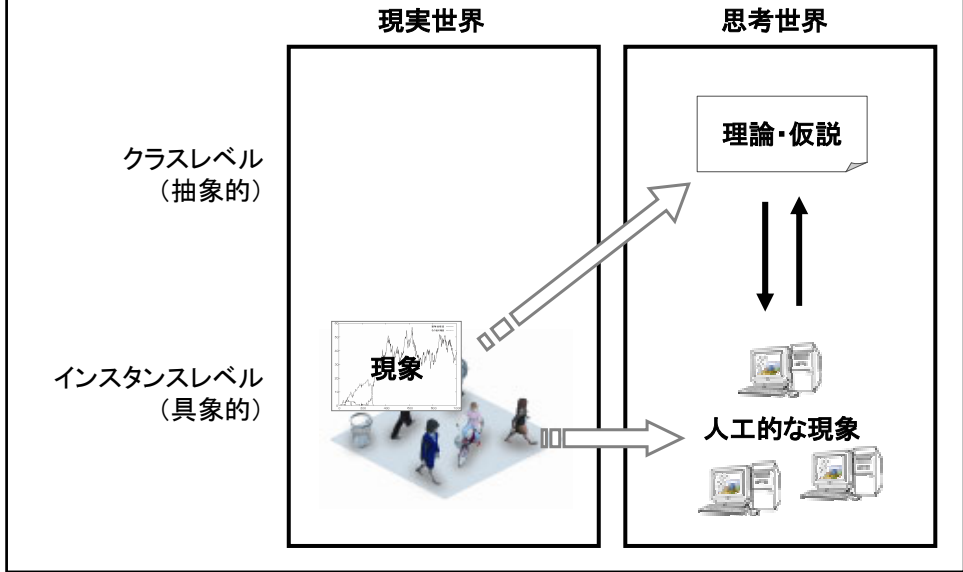 現実世界
思考世界
クラスレベル
(抽象的)
理論・仮説
インスタンスレベル
(具象的)
現象
人工的な現象